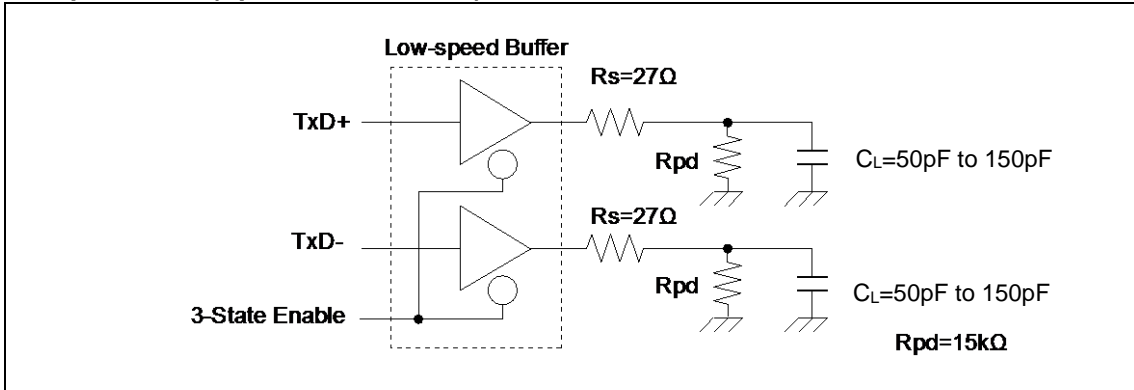 Low-speed Buffer
Rs=27Ω
TxD+
Rpd
CL=50pF to 150pF
Rs=27Ω
TxD-
Rpd
CL=50pF to 150pF
3-State Enable
Rpd=15kΩ